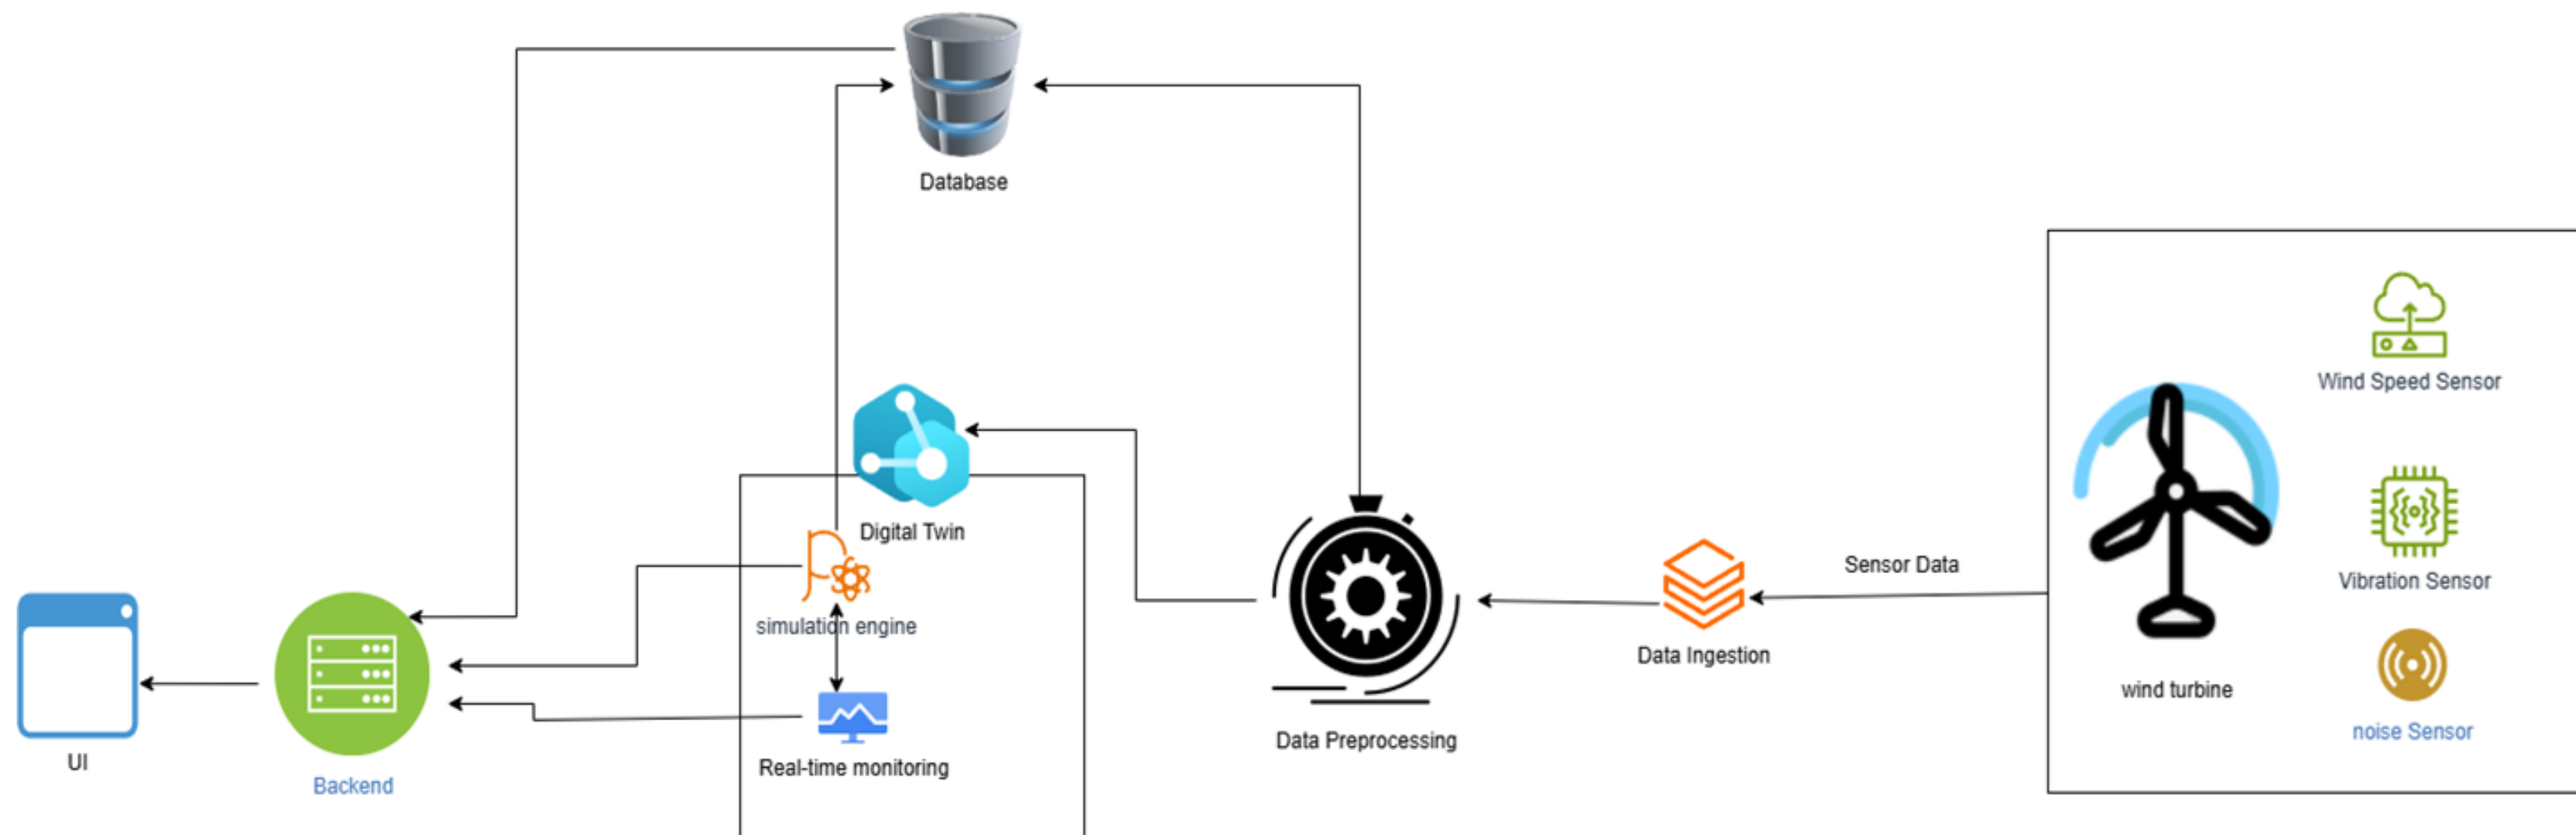 Database
Wind Speed Sensor
Digital Twin
Sensor Data
Vibration Sensor
simulation engine
Data Ingestion
wind turbine
noise Sensor
Data Preprocessing
UI
Real-time monitoring
Backend